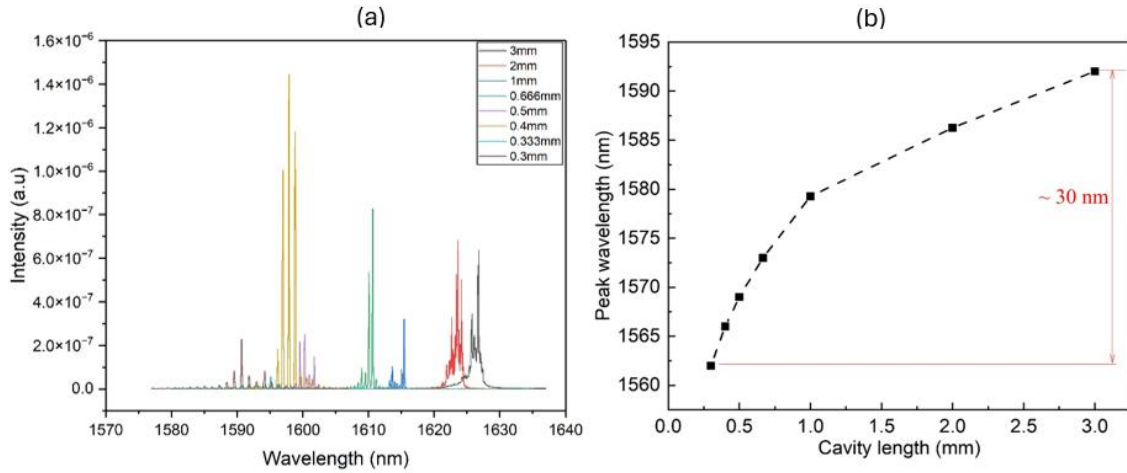 (a)
1.6×10⁻⁶
1.4×10⁻⁶
1.2×10⁻⁶
1.0×10⁻⁶
8.0×10⁻⁷
6.0×10⁻⁷
4.0×10⁻⁷
2.0×10⁻⁷
0.0
Intensity (a.u)
3mm
2mm
1mm
0.666mm
0.5mm
0.4mm
0.333mm
0.3mm
1570 1580 1590 1600 1610 1620 1630 1640
Wavelength (nm)
(b)
1595
1590
1585
1580
1575
1570
1565
1560
Peak wavelength (nm)
~ 30 nm
0.0 0.5 1.0 1.5 2.0 2.5 3.0
Cavity length (mm)